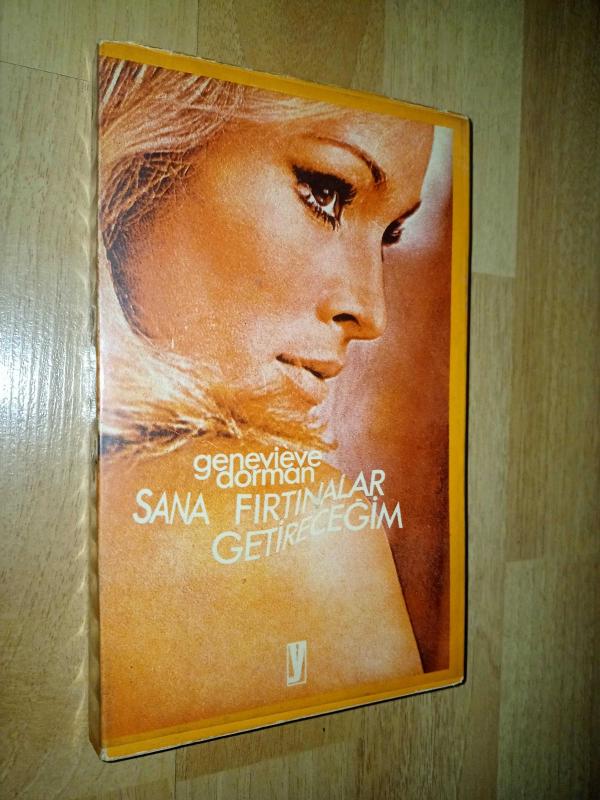 genevieve
dorman
SANA FIRTINALAR
GETİRECEĞİM
y